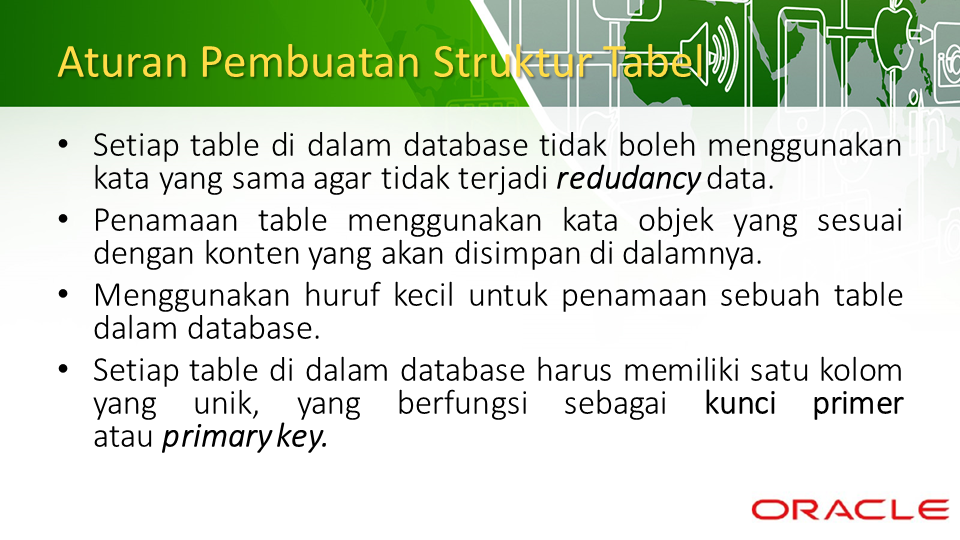 Aturan Pembuatan Struktur Tabel
• Setiap table di dalam database tidak boleh menggunakan
kata yang sama agar tidak terjadi redudancy data.
• Penamaan table menggunakan kata objek yang sesuai
dengan konten yang akan disimpan di dalamnya.
• Menggunakan huruf kecil untuk penamaan sebuah table
dalam database.
• Setiap table di dalam database harus memiliki satu kolom
yang unik, yang berfungsi sebagai kunci primer
atau primary key.
ORACLE